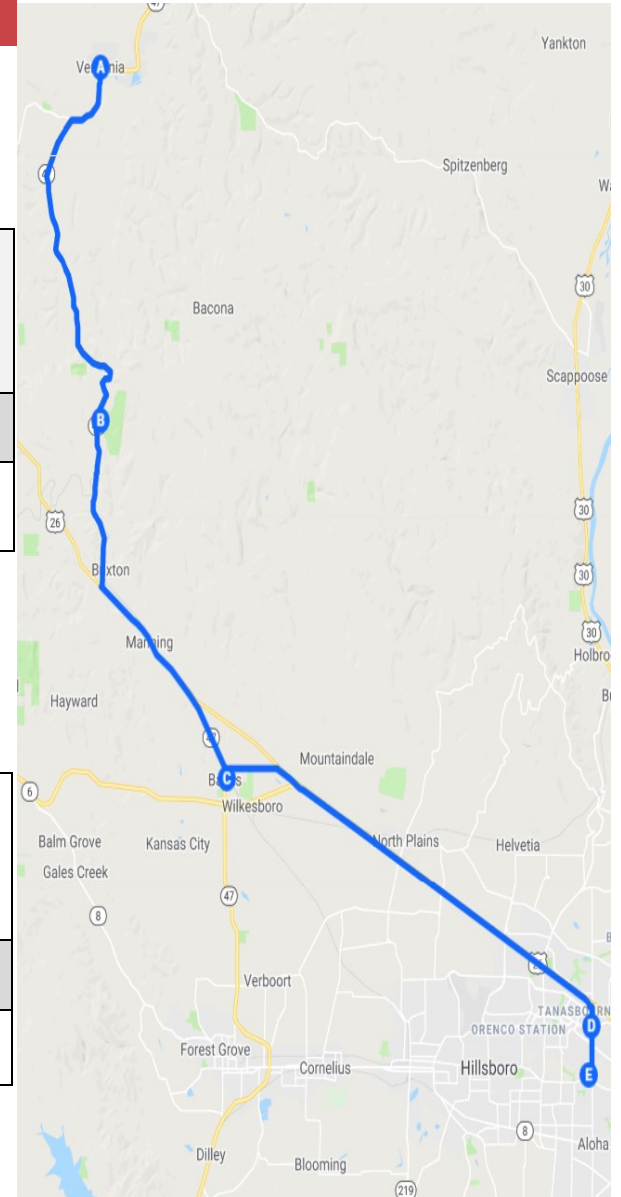 47
Yankton
A
Spitzenberg
30
Bacona
Scappoose
B
30
26
30
Buxton
30
Manning
Holbro
Hayward
Mountaindale
C
6
Wilkesboro
Balm Grove
Kansas City
North Plains
Helvetia
Gales Creek
47
8
26
Verboort
TANASBOURN
D
ORENCO STATION
Forest Grove
Cornelius
Hillsboro
E
8
Aloha
Dilley
Blooming
219